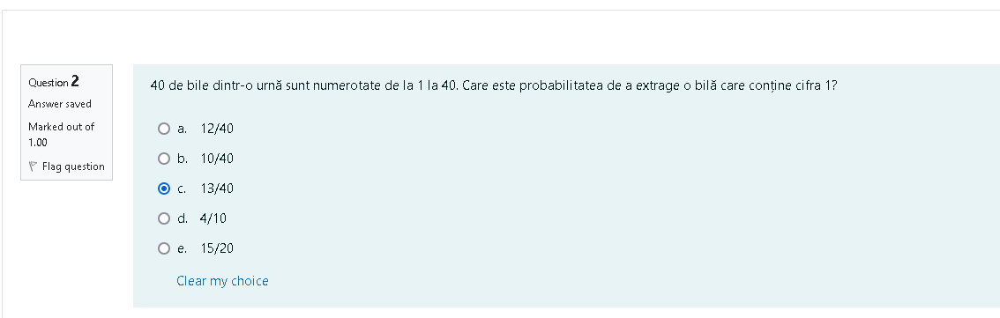 Question 2
Answer saved
Marked out of
1.00
Flag question
40 de bile dintr-o urnă sunt numerotate de la 1 la 40. Care este probabilitatea de a extrage o bilă care conține cifra 1?
a. 12/40
b. 10/40
c. 13/40
d. 4/10
e. 15/20
Clear my choice